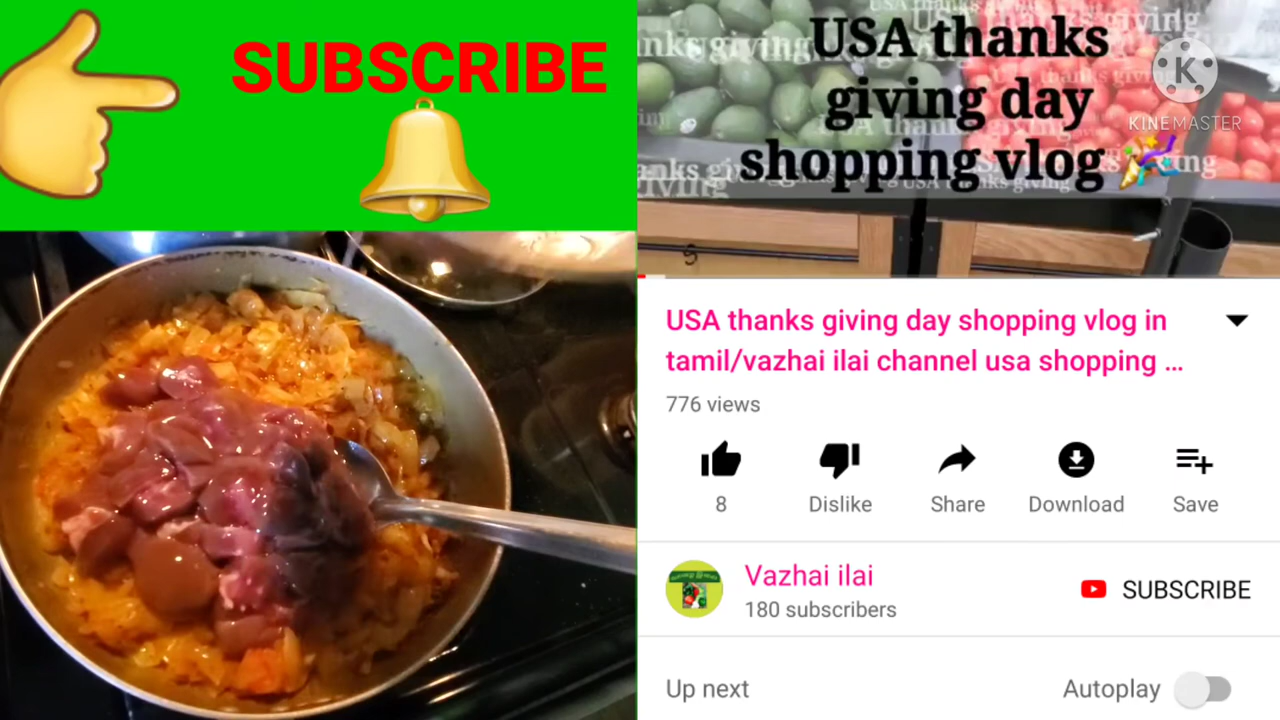 SUBSCRIBE
USA thanks
giving day
shopping vlog
KINEMASTER
USA thanks giving day shopping vlog in
tamil/vazhai ilai channel usa shopping ...
776 views
8
Dislike
Share
Download
Save
Vazhai ilai
180 subscribers
SUBSCRIBE
Up next
Autoplay